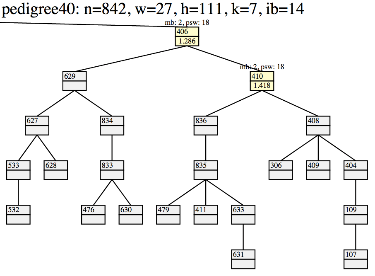 pedigree40: n=842, w=27, h=111, k=7, ib=14
mb: 2, psw: 18
406
1.286
629
mb: 2, psw: 18
410
1.418
627 834 836 408
533 628 833 835 306 409 404
532 476 630 479 411 633 109
631 107